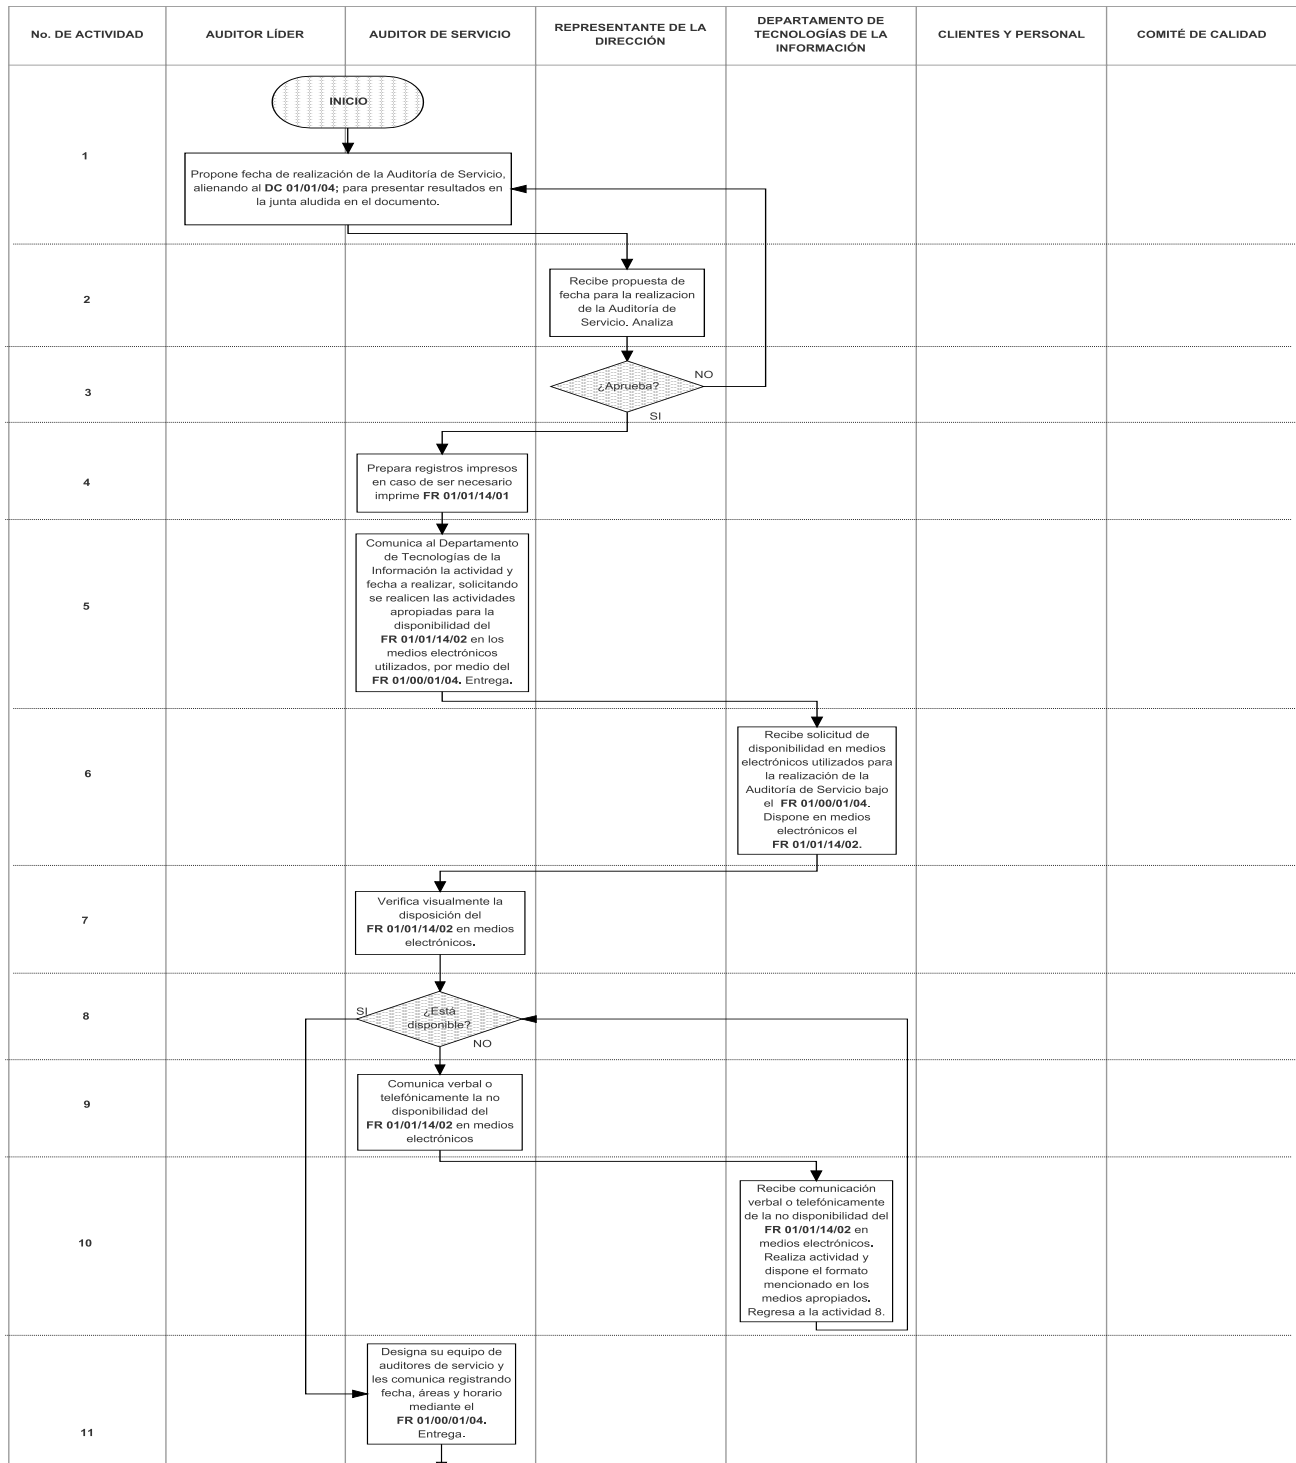 No. DE ACTIVIDAD
AUDITOR LÍDER
AUDITOR DE SERVICIO
REPRESENTANTE DE LA
DIRECCIÓN
DEPARTAMENTO DE
TECNOLOGÍAS DE LA
INFORMACIÓN
CLIENTES Y PERSONAL
COMITÉ DE CALIDAD
INICIO
1
Propone fecha de realización de la Auditoría de Servicio,
alienando al DC 01/01/04; para presentar resultados en
la junta aludida en el documento.
2
Recibe propuesta de
fecha para la realizacion
de la Auditoría de
Servicio. Analiza
3
¿Aprueba?
NO
SI
4
Prepara registros impresos
en caso de ser necesario
imprime FR 01/01/14/01
5
Comunica al Departamento
de Tecnologías de la
Información la actividad y
fecha a realizar, solicitando
se realicen las actividades
apropiadas para la
disponibilidad del
FR 01/01/14/02 en los
medios electrónicos
utilizados, por medio del
FR 01/00/01/04. Entrega.
6
Recibe solicitud de
disponibilidad en medios
electrónicos utilizados para
la realización de la
Auditoría de Servicio bajo
el FR 01/00/01/04.
Dispone en medios
electrónicos el
FR 01/01/14/02.
7
Verifica visualmente la
disposición del
FR 01/01/14/02 en medios
electrónicos.
8
SI
¿Está
disponible?
NO
9
Comunica verbal o
telefónicamente la no
disponibilidad del
FR 01/01/14/02 en medios
electrónicos
10
Recibe comunicación
verbal o telefónicamente
de la no disponibilidad del
FR 01/01/14/02 en
medios electrónicos.
Realiza actividad y
dispone el formato
mencionado en los
medios apropiados.
Regresa a la actividad 8.
11
Designa su equipo de
auditores de servicio y
les comunica registrando
fecha, áreas y horario
mediante el
FR 01/00/01/04.
Entrega.